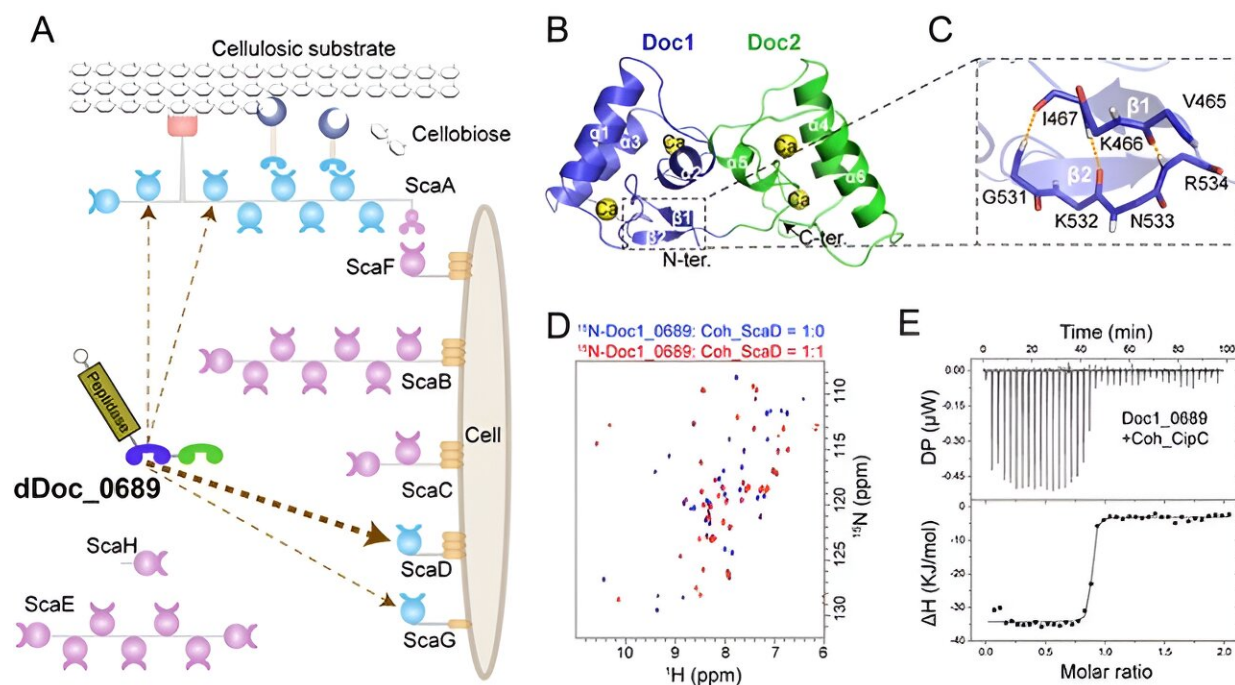 A
Cellulosic substrate
Cellobiose
ScaA
ScaF
ScaB
Cell
ScaC
Peptidase
dDoc_0689
ScaD
ScaH
ScaE
ScaG
B
Doc1
Doc2
α1
α3
Ca
α2
α5
α4
Ca
α6
Ca
Ca
β1
β2
N-ter.
C-ter.
C
I467
β1
V465
K466
β2
G531
R534
K532
N533
D
¹⁵N-Doc1_0689: Coh_ScaD = 1:0
¹⁵N-Doc1_0689: Coh_ScaD = 1:1
110
115
120
125
130
¹⁵N (ppm)
10 9 8 7 6
¹H (ppm)
E
Time (min)
0 20 40 60 80 100
0.00
-0.15
-0.30
-0.45
DP (μW)
Doc1_0689
+Coh_CipC
0
-10
-20
-30
-40
ΔH (KJ/mol)
0.0 0.5 1.0 1.5 2.0
Molar ratio